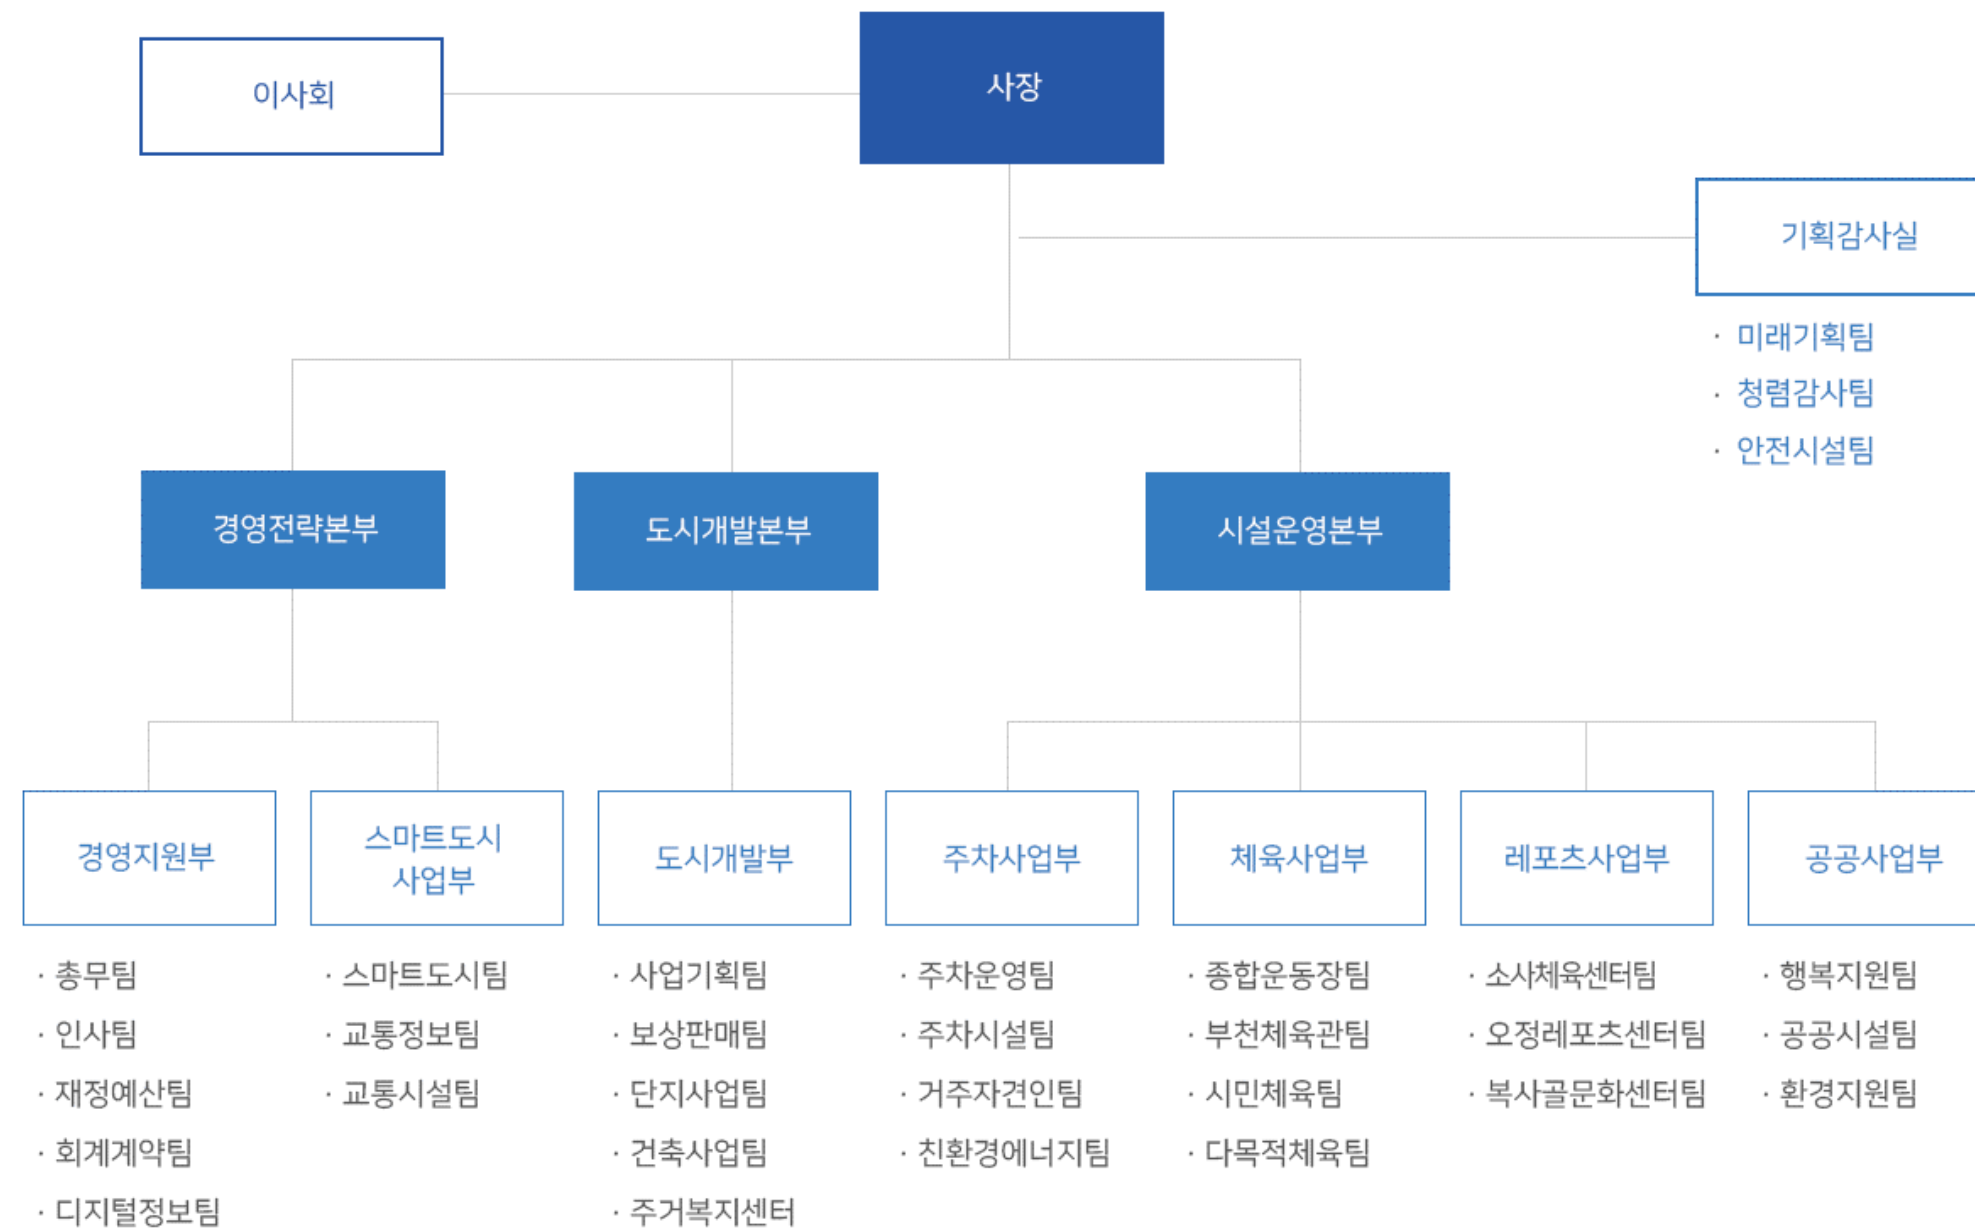 이사회
사장
기획감사실
· 미래기획팀
· 청렴감사팀
· 안전시설팀
경영전략본부
도시개발본부
시설운영본부
경영지원부
스마트도시
사업부
도시개발부
주차사업부
체육사업부
레포츠사업부
공공사업부
· 총무팀
· 인사팀
· 재정예산팀
· 회계계약팀
· 디지털정보팀
· 스마트도시팀
· 교통정보팀
· 교통시설팀
· 사업기획팀
· 보상판매팀
· 단지사업팀
· 건축사업팀
· 주거복지센터
· 주차운영팀
· 주차시설팀
· 거주자견인팀
· 친환경에너지팀
· 종합운동장팀
· 부천체육관팀
· 시민체육팀
· 다목적체육팀
· 소사체육센터팀
· 오정레포츠센터팀
· 복사골문화센터팀
· 행복지원팀
· 공공시설팀
· 환경지원팀